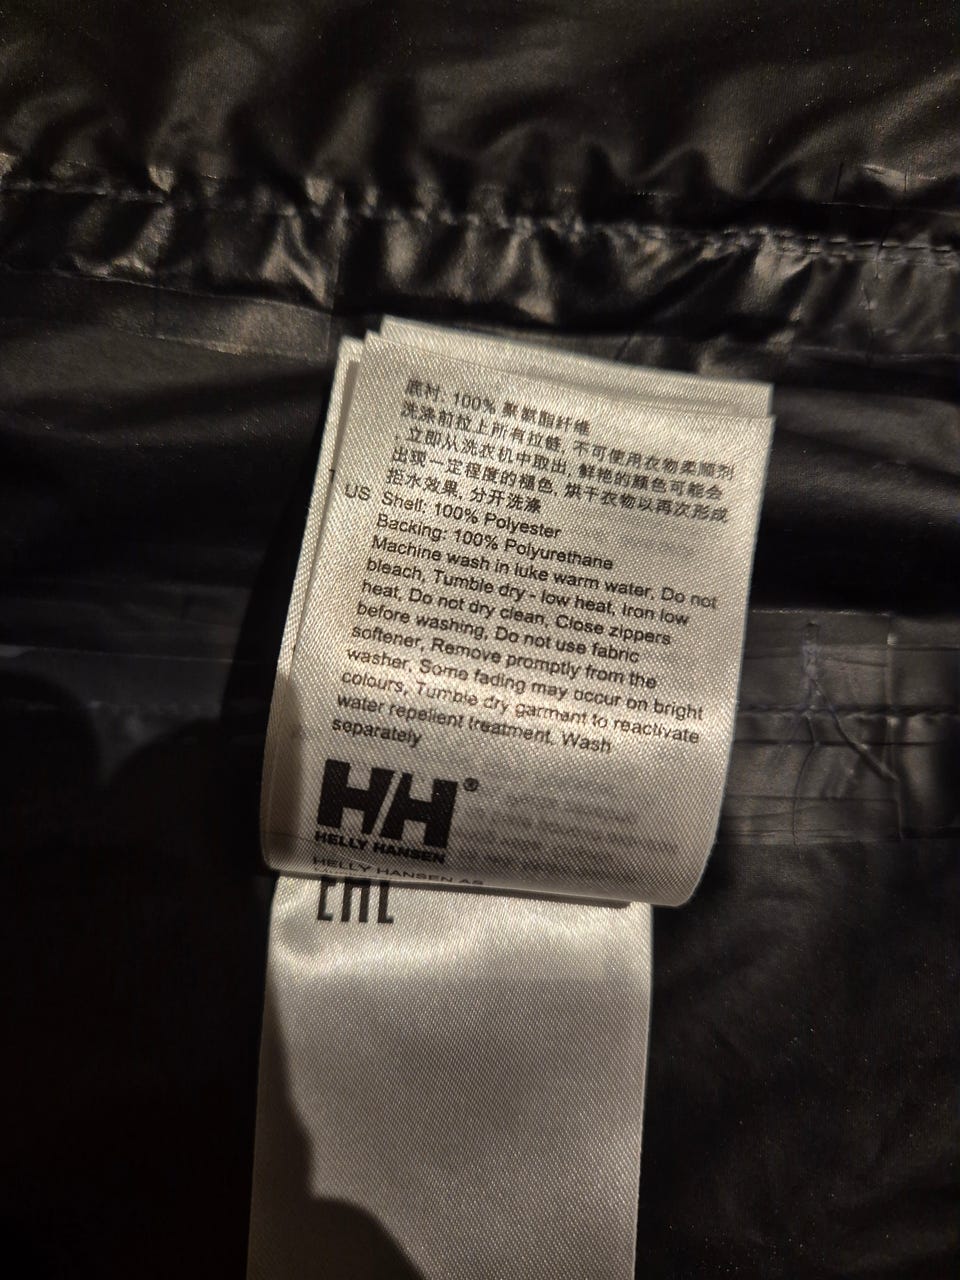 底衬: 100% 聚氨酯纤维
洗涤前拉上所有拉链, 不可使用衣物柔顺剂
, 立即从洗衣机中取出, 鲜艳的颜色可能会
出现一定程度的褪色, 烘干衣物以再次形成
拒水效果, 分开洗涤
US Shell: 100% Polyester
Backing: 100% Polyurethane
Machine wash in luke warm water, Do not
bleach, Tumble dry - low heat, Iron low
heat, Do not dry clean, Close zippers
before washing, Do not use fabric
softener, Remove promptly from the
washer, Some fading may occur on bright
colours, Tumble dry garment to reactivate
water repellent treatment, Wash
separately
HH®
HELLY HANSEN
HELLY HANSEN AS
EAC